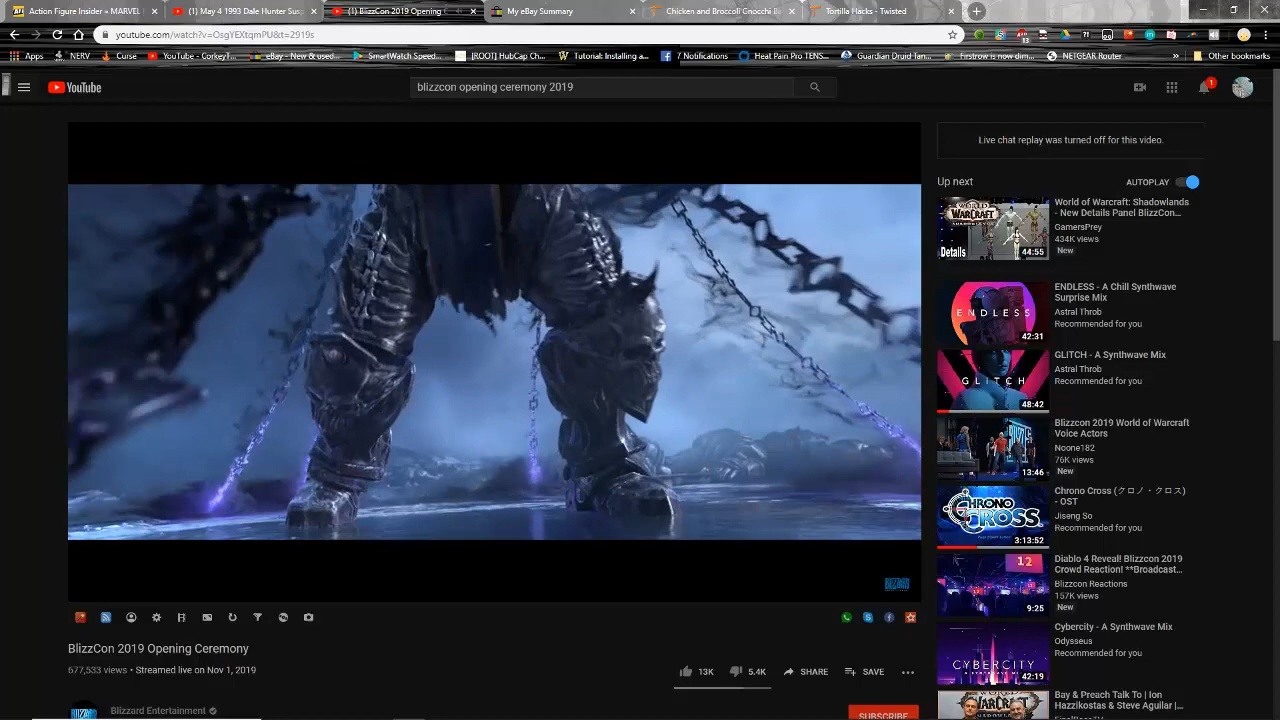 Action Figure Insider » MARVEL
(1) May 4 1993 Dale Hunter Sus
(1) BlizzCon 2019 Opening
My eBay Summary
Chicken and Broccoli Gnocchi B
Tortilla Hacks - Twisted
youtube.com/watch?v=OsgYEXtqmPU&t=2919s
Apps
NERV
Curse
YouTube - CorkeyT...
eBay - New & used...
SmartWatch Speed...
[ROOT] HubCap Ch...
Tutorial: Installing a...
7 Notifications
Heat Pain Pro TENS...
Guardian Druid Tan...
Firstrow is now dim...
NETGEAR Router
»
Other bookmarks
YouTube
blizzcon opening ceremony 2019
1
Live chat replay was turned off for this video.
Up next
AUTOPLAY
WORLD
WARCRAFT
Details
44:55
World of Warcraft: Shadowlands
- New Details Panel BlizzCon...
GamersPrey
434K views
New
ENDLESS
42:31
ENDLESS - A Chill Synthwave
Surprise Mix
Astral Throb
Recommended for you
GLITCH
48:42
GLITCH - A Synthwave Mix
Astral Throb
Recommended for you
13:46
Blizzcon 2019 World of Warcraft
Voice Actors
Noone182
76K views
New
CHRONO
CROSS
3:13:52
Chrono Cross (クロノ・クロス)
- OST
Jiseng So
Recommended for you
12
9:25
Diablo 4 Reveal! Blizzcon 2019
Crowd Reaction! **Broadcast...
Blizzcon Reactions
157K views
New
CYBERCITY
42:19
Cybercity - A Synthwave Mix
Odysseus
Recommended for you
WARCRAFT
Bay & Preach Talk To | Ion
Hazzikostas & Steve Aguilar |...
BLIZZARD
BlizzCon 2019 Opening Ceremony
677,533 views • Streamed live on Nov 1, 2019
13K
5.4K
SHARE
SAVE
Blizzard Entertainment
SUBSCRIBE